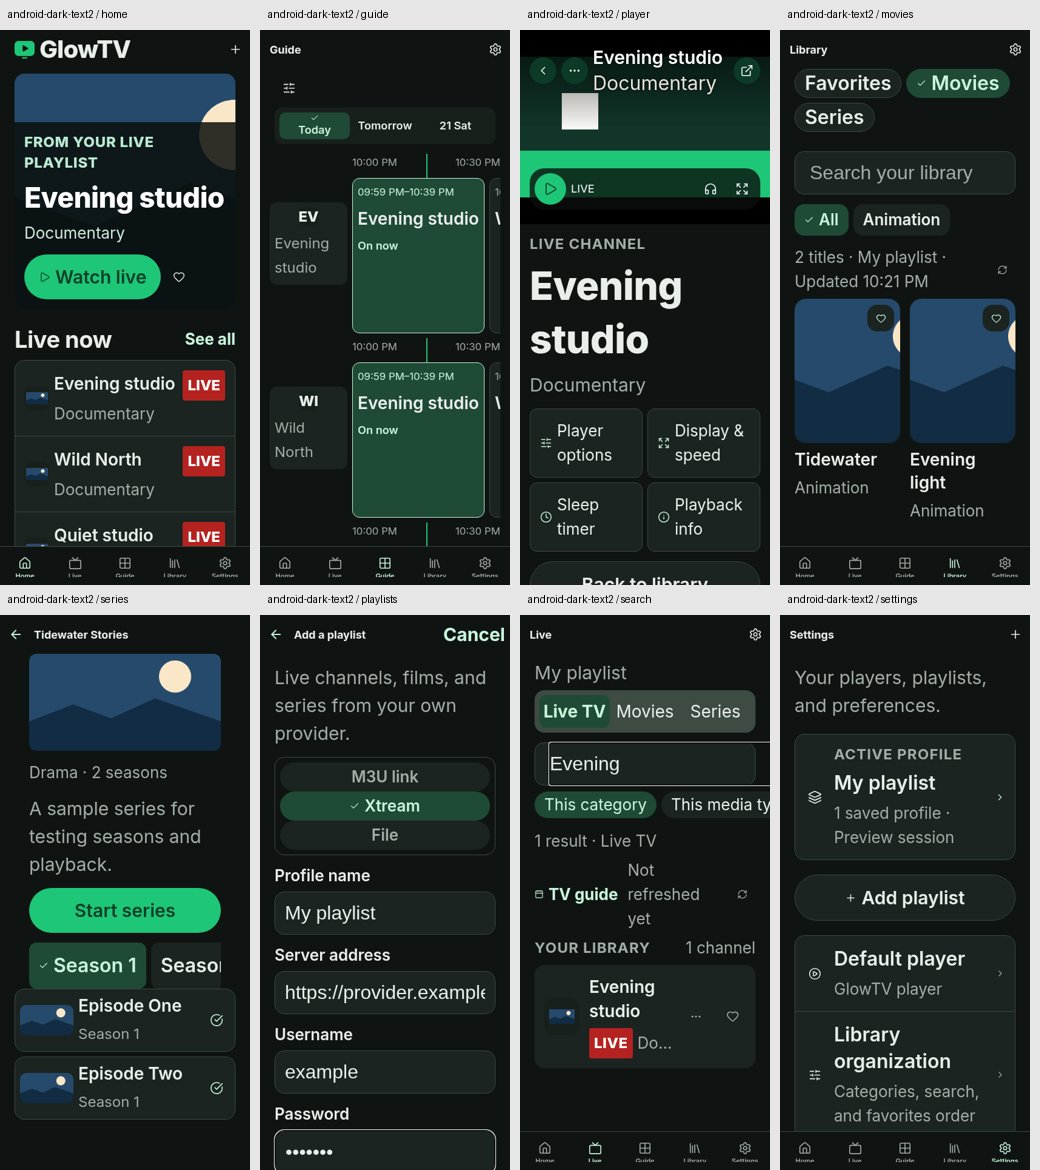 android-dark-text2 / home
GlowTV
FROM YOUR LIVE
PLAYLIST
Evening studio
Documentary
Watch live
Live now
See all
Evening studio
LIVE
Documentary
Wild North
LIVE
Documentary
Quiet studio
LIVE
Home
Live
Guide
Library
Settings
android-dark-text2 / guide
Guide
Today
Tomorrow
21 Sat
10:00 PM
10:30 PM
EV
Evening
studio
09:59 PM–10:39 PM
Evening studio
On now
10:00 PM
10:30 PM
WI
Wild
North
09:59 PM–10:39 PM
Evening studio
On now
10:00 PM
10:30 PM
Home
Live
Guide
Library
Settings
android-dark-text2 / player
Evening studio
Documentary
LIVE
LIVE CHANNEL
Evening
studio
Documentary
Player
options
Display &
speed
Sleep
timer
Playback
info
Back to library
android-dark-text2 / movies
Library
Favorites
Movies
Series
Search your library
All
Animation
2 titles · My playlist ·
Updated 10:21 PM
Tidewater
Animation
Evening
light
Animation
Home
Live
Guide
Library
Settings
android-dark-text2 / series
Tidewater Stories
Drama · 2 seasons
A sample series for
testing seasons and
playback.
Start series
Season 1
Season
Episode One
Season 1
Episode Two
Season 1
android-dark-text2 / playlists
Add a playlist
Cancel
Live channels, films, and
series from your own
provider.
M3U link
Xtream
File
Profile name
My playlist
Server address
https://provider.example
Username
example
Password
•••••••
android-dark-text2 / search
Live
My playlist
Live TV
Movies
Series
Evening
This category
This media ty
1 result · Live TV
TV guide
Not
refreshed
yet
YOUR LIBRARY
1 channel
Evening
studio
LIVE
Do...
Home
Live
Guide
Library
Settings
android-dark-text2 / settings
Settings
Your players, playlists,
and preferences.
ACTIVE PROFILE
My playlist
1 saved profile ·
Preview session
+ Add playlist
Default player
GlowTV player
Library
organization
Categories, search,
and favorites order
Home
Live
Guide
Library
Settings